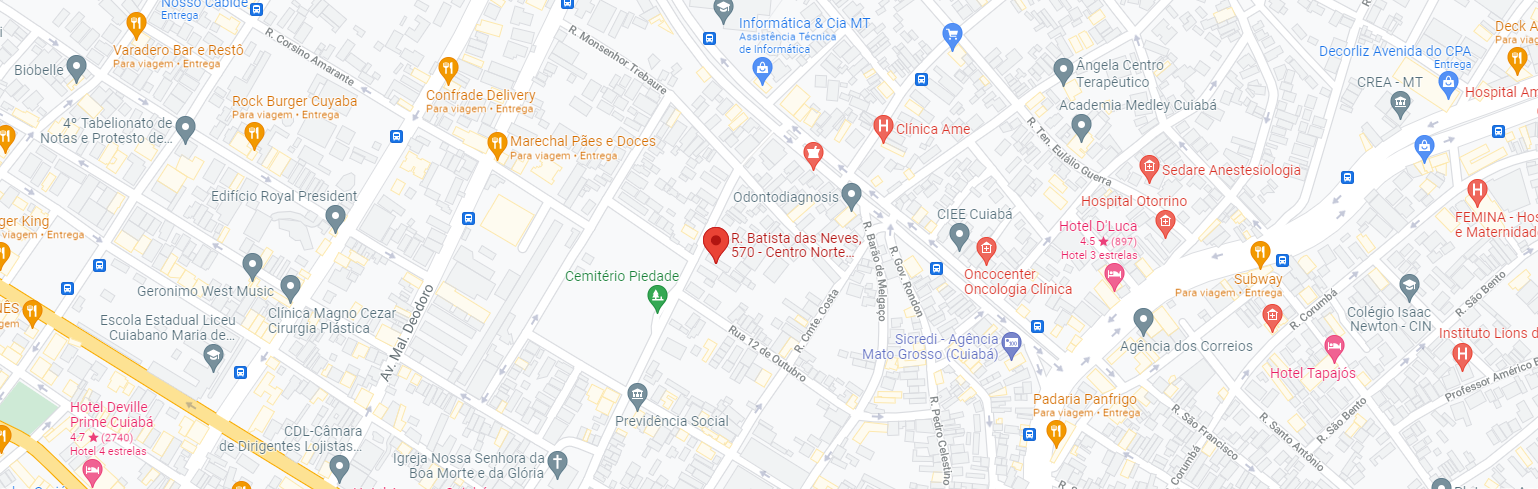 Nosso Cabide
Entrega
Varadero Bar e Restô
Para viagem • Entrega
Biobelle
R. Corsino Amarante
Rock Burger Cuyaba
Para viagem • Entrega
4º Tabelionato de
Notas e Protesto de...
Confrade Delivery
Para viagem • Entrega
Marechal Pães e Doces
Para viagem • Entrega
R. Monsenhor Trebaure
Informática & Cia MT
Assistência Técnica
de Informática
Clínica Ame
Ângela Centro
Terapêutico
Academia Medley Cuiabá
R. Ten. Eulálio Guerra
Decorliz Avenida do CPA
Entrega
CREA - MT
Deck A
Para viagem
Hospital Am
Sedare Anestesiologia
Hospital Otorrino
Hotel D'Luca
4.5 ★ (897)
Hotel 3 estrelas
FEMINA - Hos
e Maternidad
Edifício Royal President
ger King
viagem • Entrega
Odontodiagnosis
CIEE Cuiabá
R. Batista das Neves,
570 - Centro Norte...
R. Barão de Melgaço
R. Gov. Rondon
Oncocenter
Oncologia Clínica
Subway
Para viagem • Entrega
Cemitério Piedade
Geronimo West Music
Clínica Magno Cezar
Cirurgia Plástica
Escola Estadual Liceu
Cuiabano Maria de...
ÊS
gem
Av. Mal. Deodoro
Rua 12 de Outubro
R. Cmte. Costa
Sicredi - Agência
Mato Grosso (Cuiabá)
Agência dos Correios
R. Corumbá
Colégio Isaac
Newton - CIN
R. São Bento
Instituto Lions d
Hotel Tapajós
Professor Américo B
Hotel Deville
Prime Cuiabá
4.7 ★ (2740)
Hotel 4 estrelas
CDL-Câmara
de Dirigentes Lojistas...
Previdência Social
Igreja Nossa Senhora da
Boa Morte e da Glória
R. Pedro Celestino
Padaria Panfrigo
Para viagem • Entrega
R. São Francisco
R. Santo Antônio
R. São Bento
Corumbá